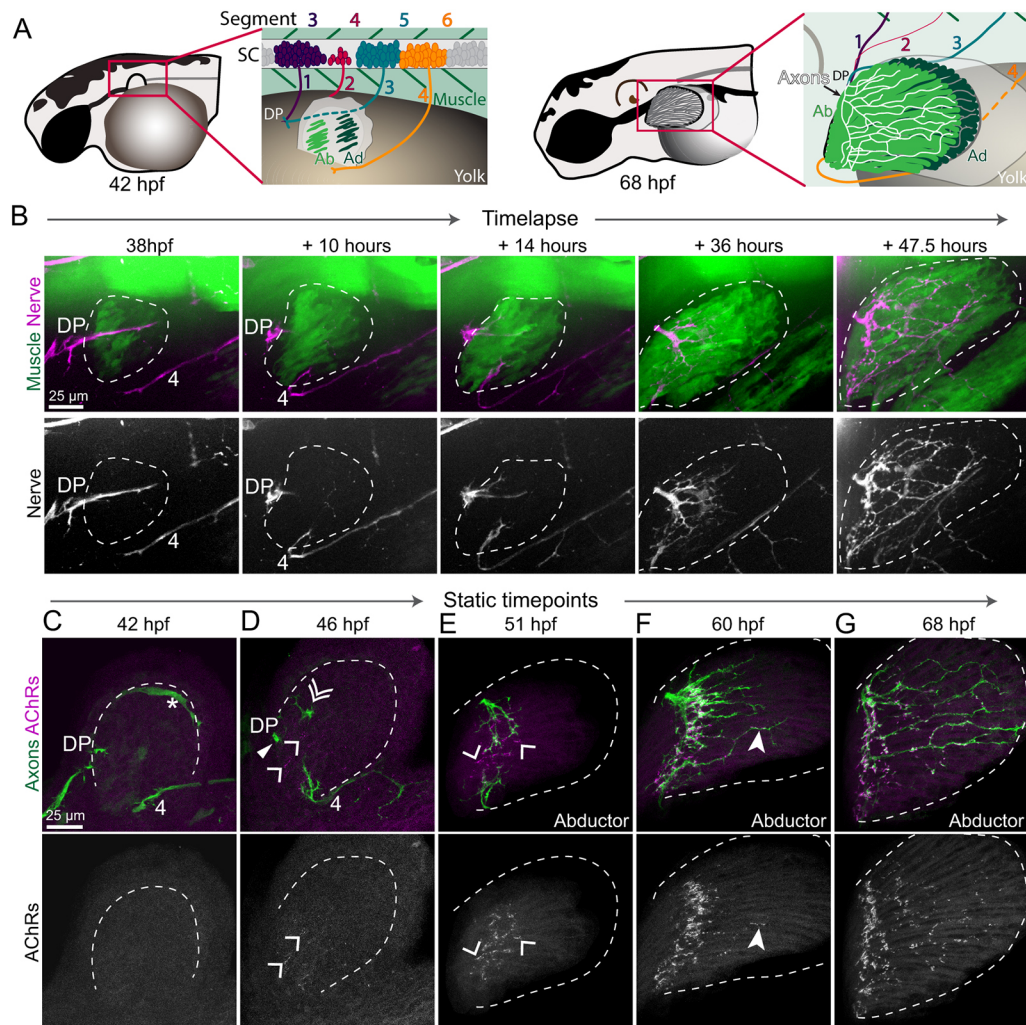 A
Segment 3 4 5 6
SC
1 2 3 4
Muscle
DP
Ab Ad
Yolk
42 hpf
68 hpf
1 2 3 4
Axons DP
Ab
Ad
Yolk
B Timelapse
38hpf + 10 hours + 14 hours + 36 hours + 47.5 hours
Muscle Nerve
DP DP
4 4
25 µm
Nerve
DP DP
4 4
Static timepoints
C D E F G
42 hpf 46 hpf 51 hpf 60 hpf 68 hpf
Axons AChRs
*
DP DP
4 4
25 µm
Abductor Abductor Abductor
AChRs